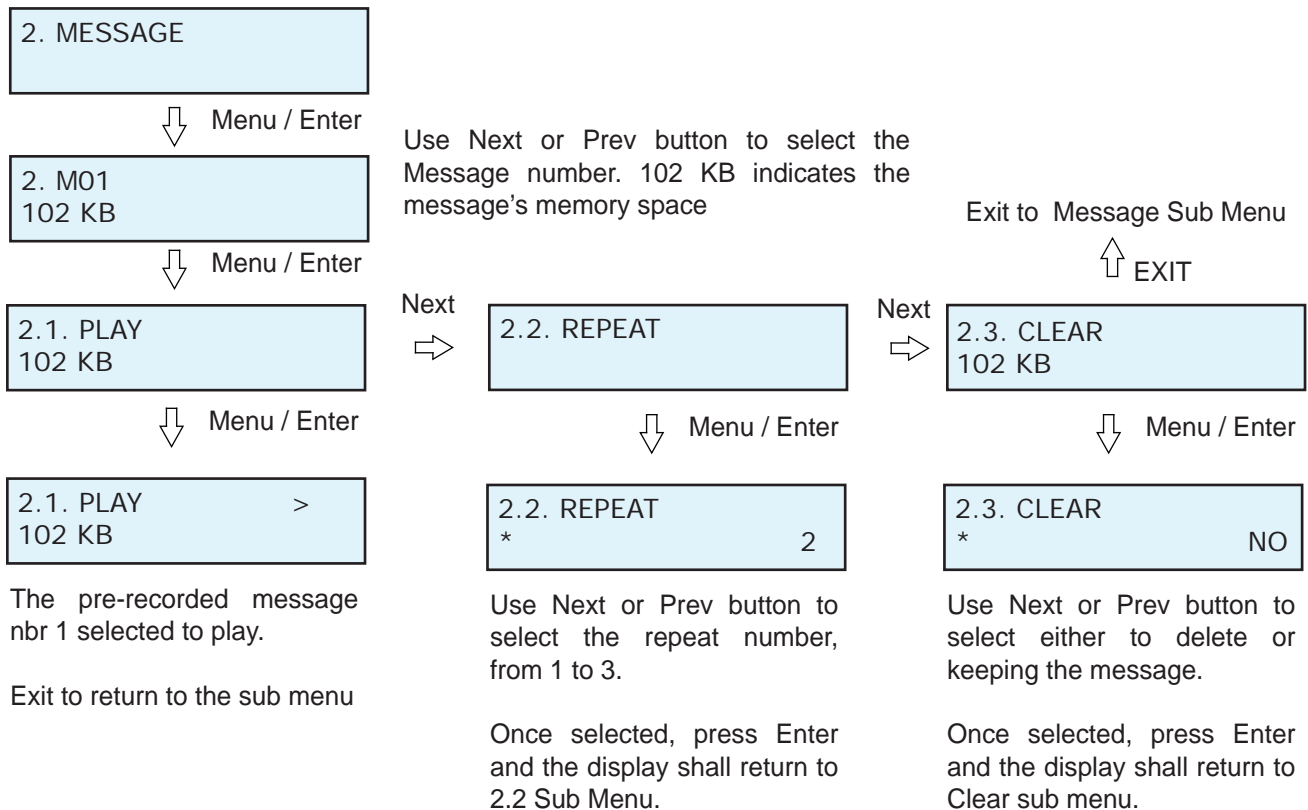 2. MESSAGE
Menu / Enter
2. M01
102 KB
Use Next or Prev button to select the
Message number. 102 KB indicates the
message's memory space
Menu / Enter
2.1. PLAY
102 KB
Next
2.2. REPEAT
Next
Exit to Message Sub Menu
EXIT
2.3. CLEAR
102 KB
Menu / Enter
Menu / Enter
Menu / Enter
2.1. PLAY >
102 KB
The pre-recorded message
nbr 1 selected to play.
Exit to return to the sub menu
2.2. REPEAT
* 2
Use Next or Prev button to
select the repeat number,
from 1 to 3.
Once selected, press Enter
and the display shall return to
2.2 Sub Menu.
2.3. CLEAR
* NO
Use Next or Prev button to
select either to delete or
keeping the message.
Once selected, press Enter
and the display shall return to
Clear sub menu.